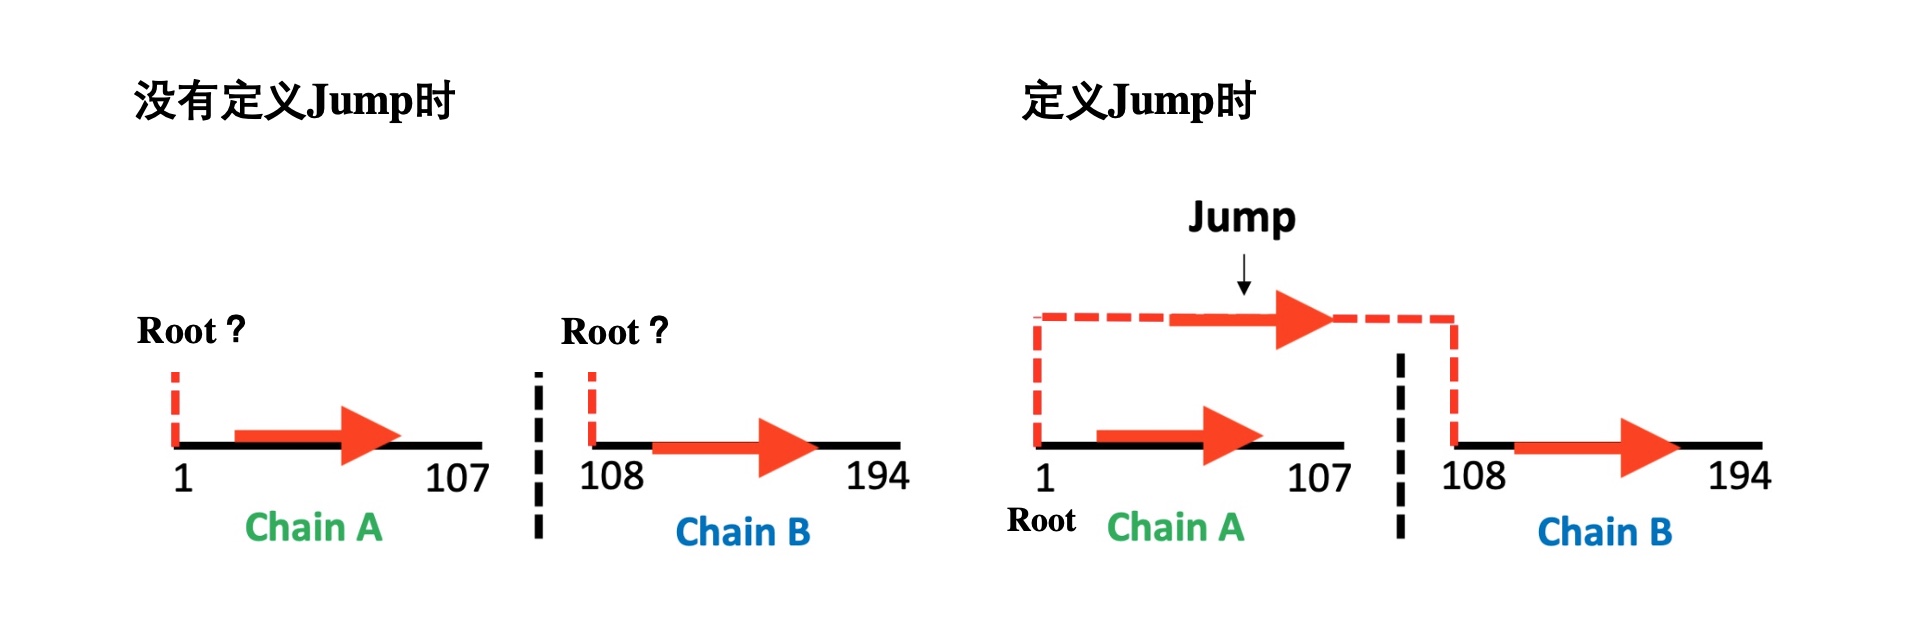 没有定义Jump时
定义Jump时
Jump
Root？
Root？
1
107
108
194
1
107
108
194
Chain A
Chain B
Root
Chain A
Chain B